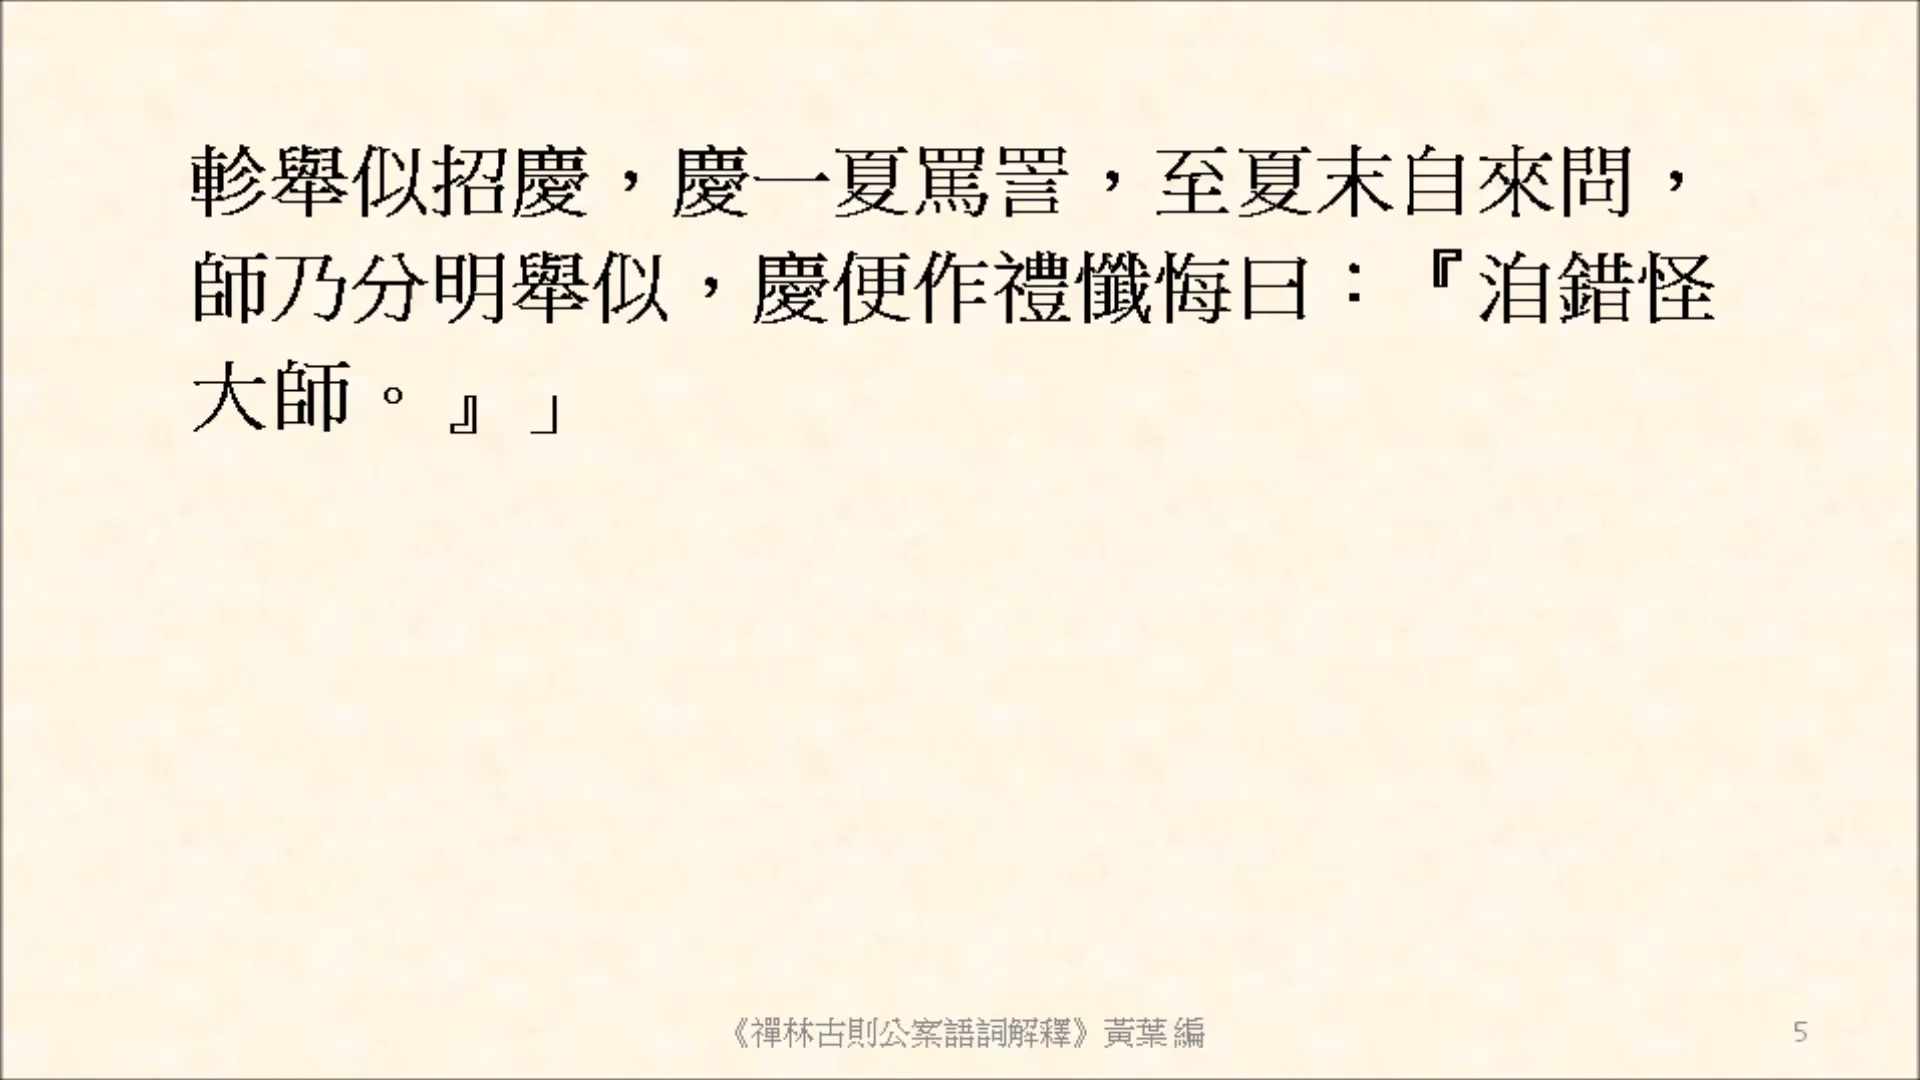 軫舉似招慶，慶一夏罵詈，至夏末自來問，
師乃分明舉似，慶便作禮懺悔曰：『洎錯怪
大師。』」
《禪林古則公案語詞解釋》黃葉 編
5